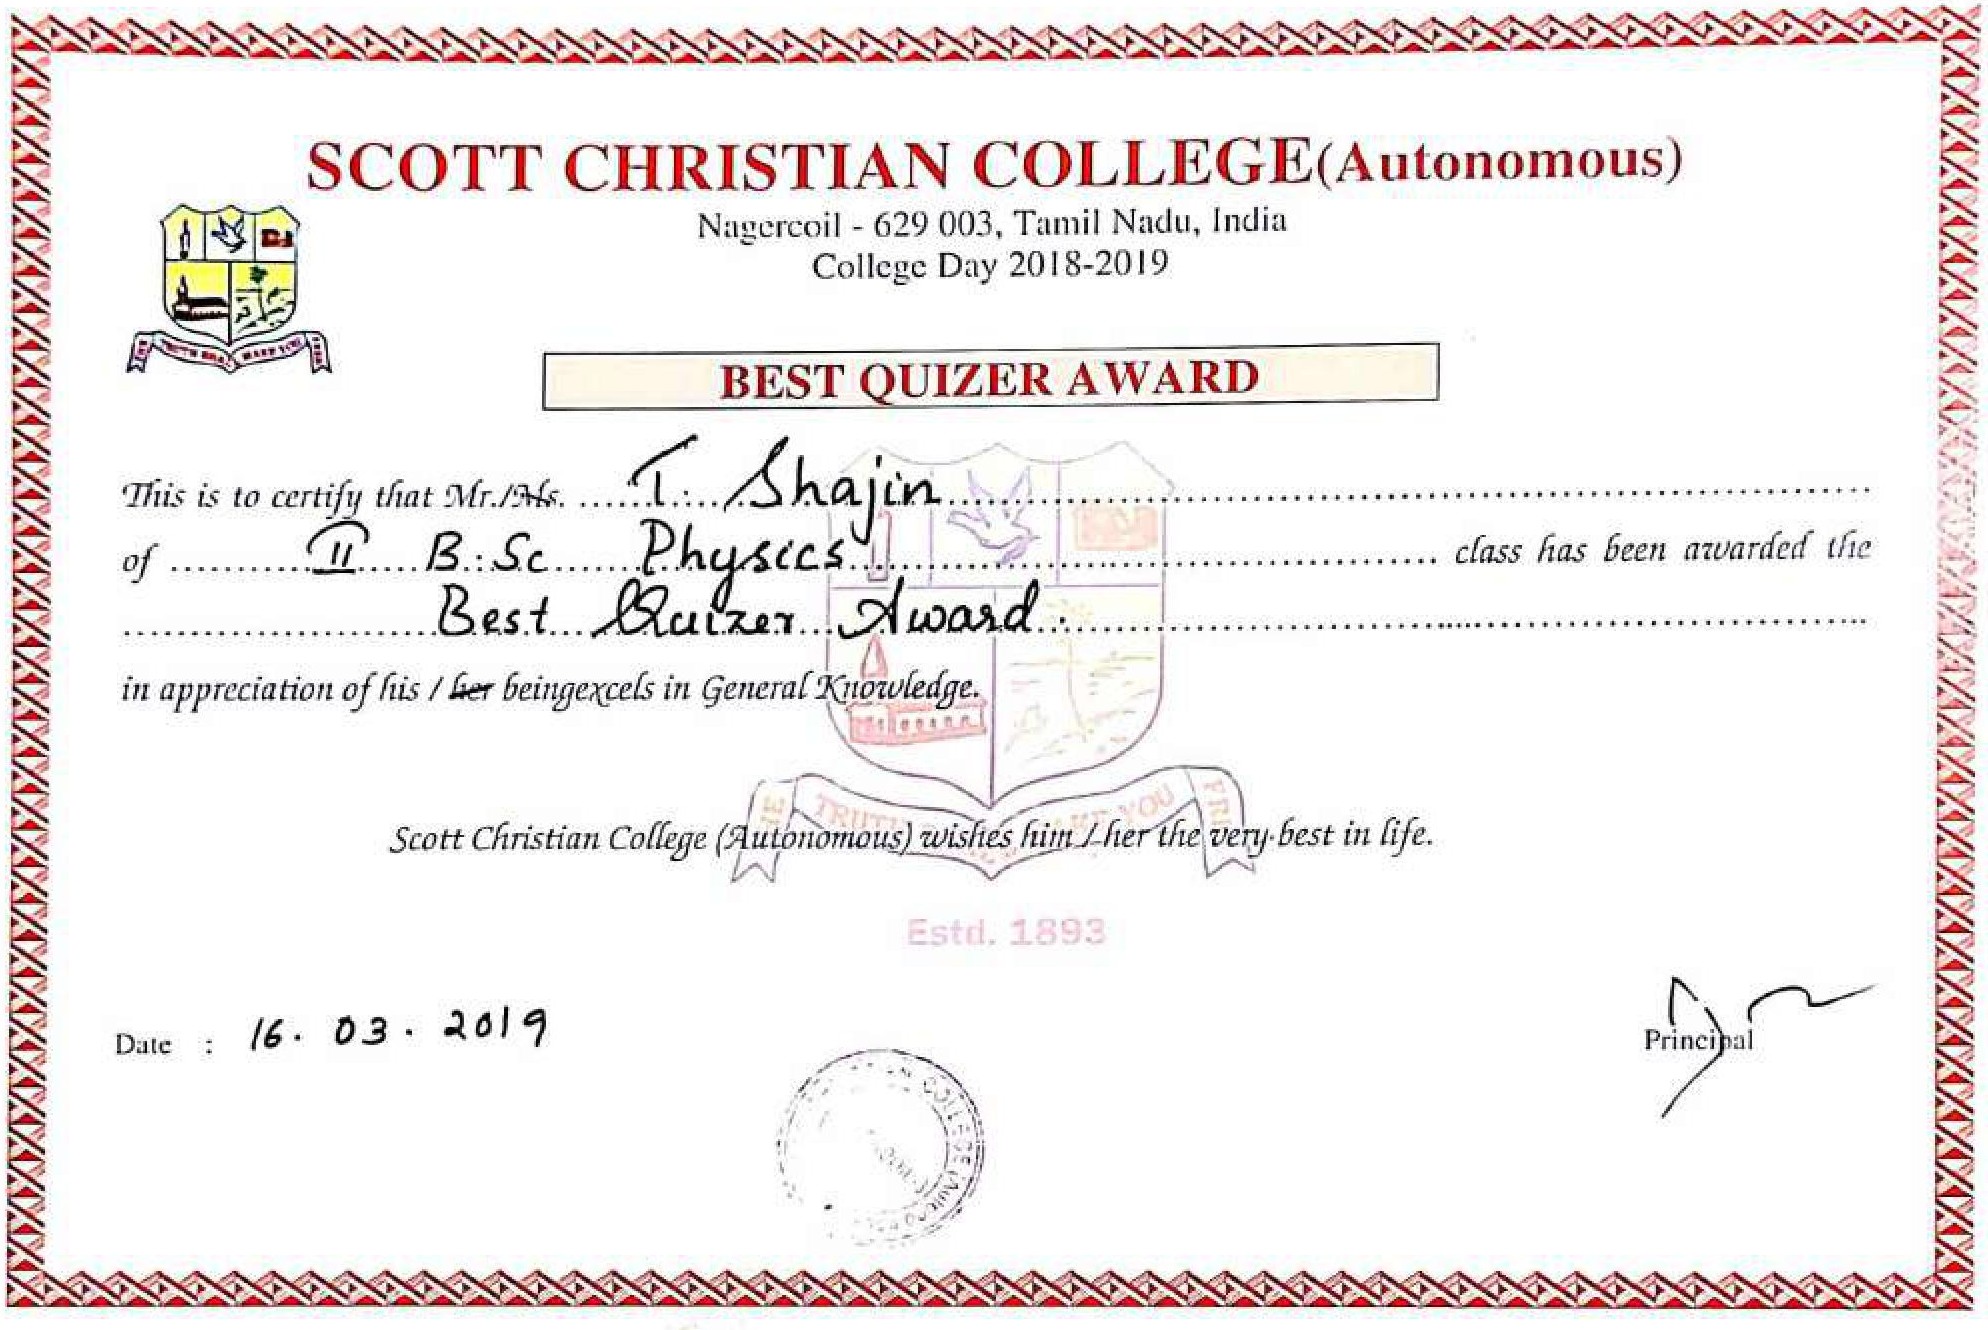 SCOTT CHRISTIAN COLLEGE(Autonomous)
Nagercoil - 629 003, Tamil Nadu, India
College Day 2018-2019
BEST QUIZER AWARD
This is to certify that Mr./Ms. T. Shajin
of II B.Sc Physics class has been awarded the
Best Quizer Award.
in appreciation of his / her beingexcels in General Knowledge.
TRUTH YOU
Scott Christian College (Autonomous) wishes him / her the very best in life.
Estd. 1893
Date : 16. 03. 2019
Principal
COLLEGE